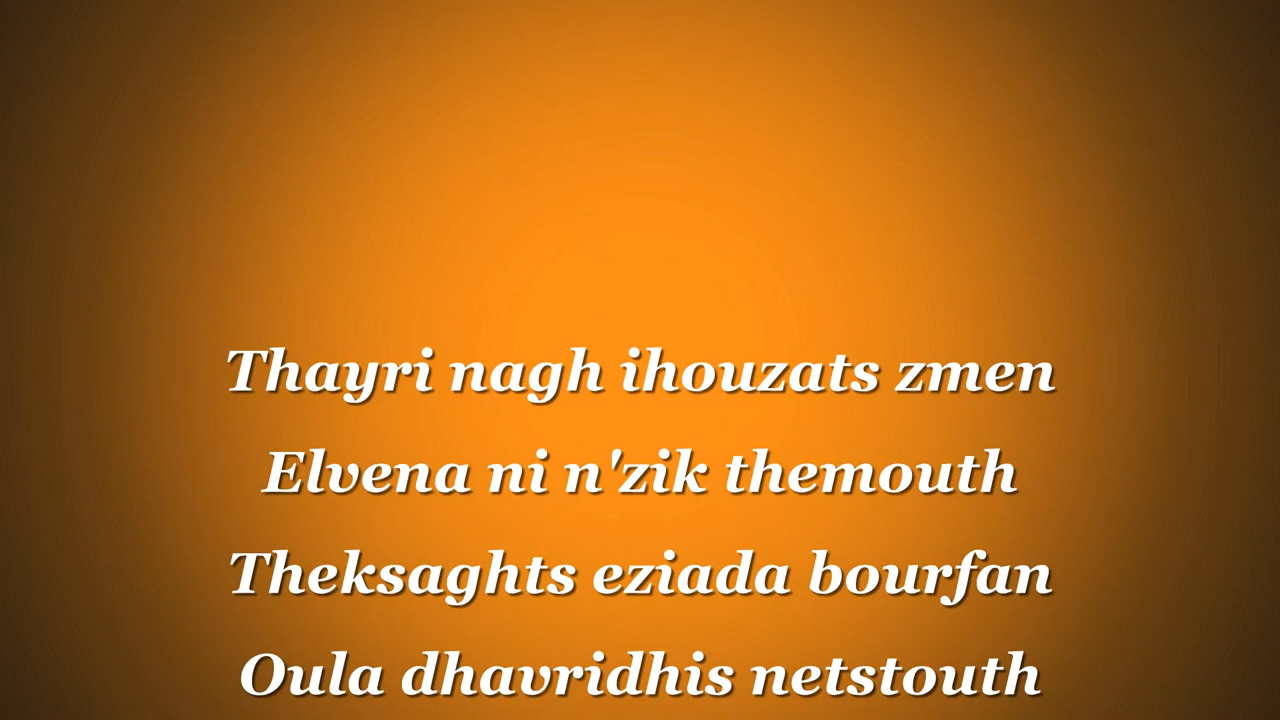 Thayri nagh ihouzats zmen
Elvena ni n'zik themouth
Theksaghts eziada bourfan
Oula dhavridhis netstouth